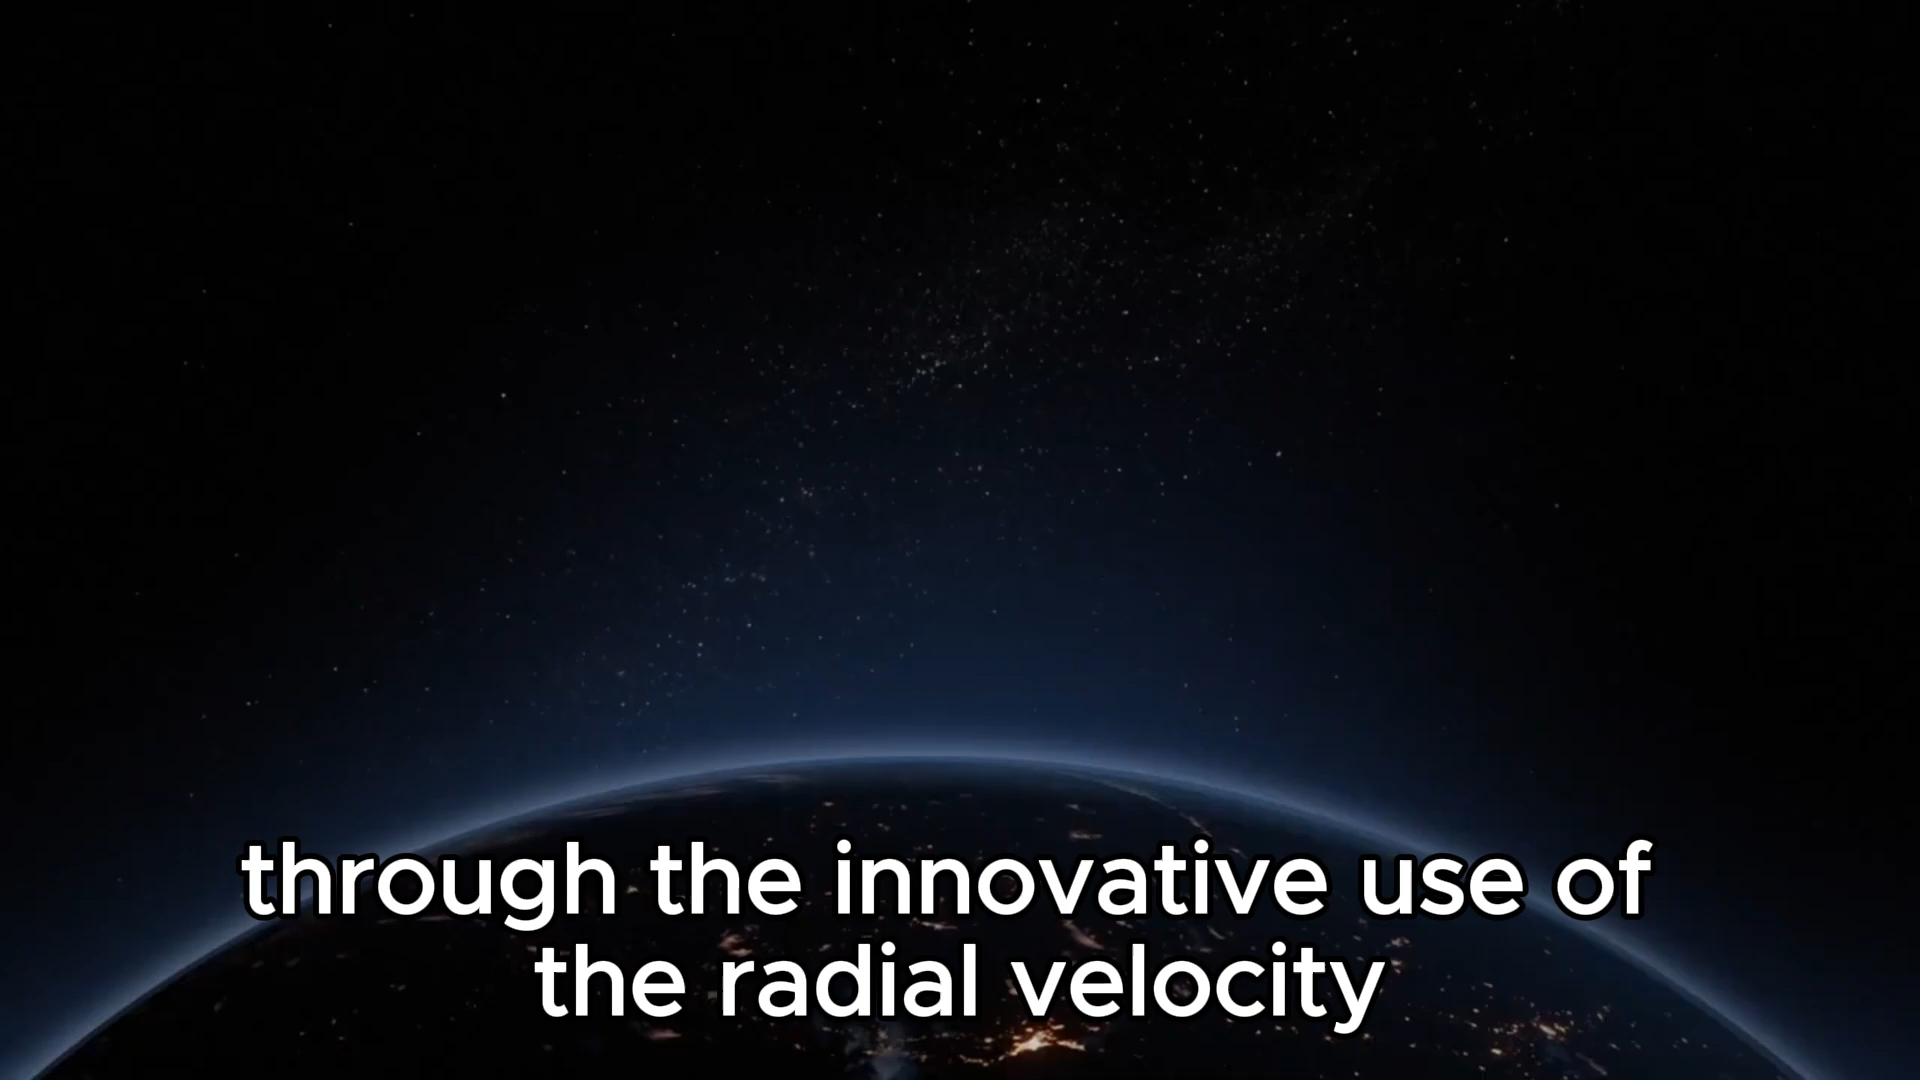 through the innovative use of
the radial velocity